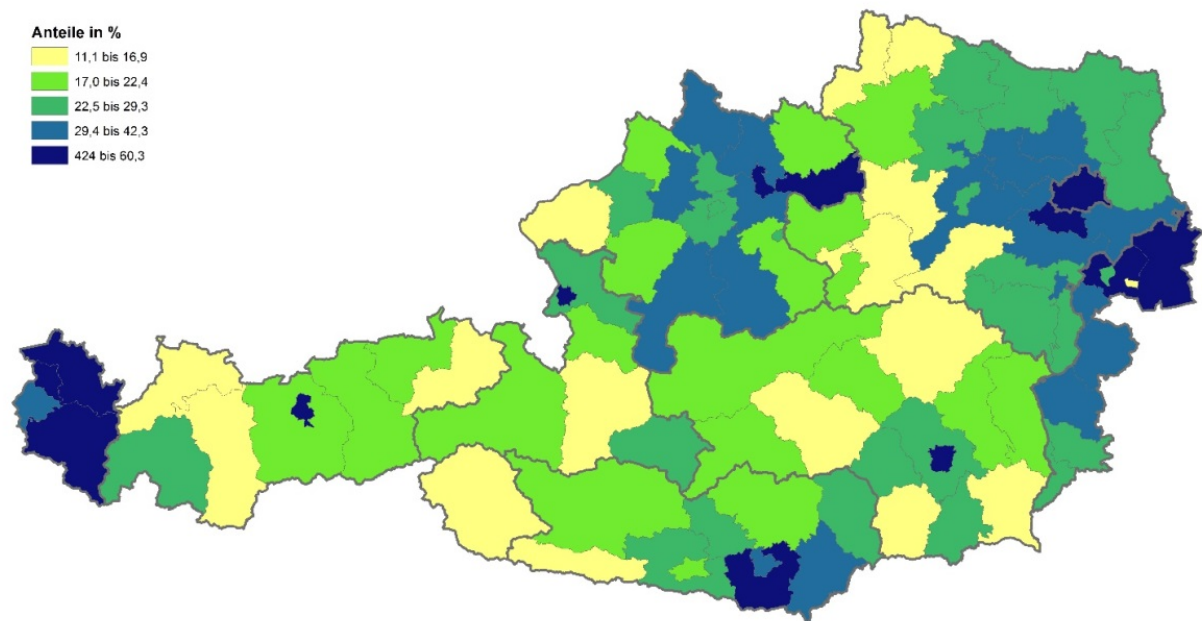 Anteile in %
11,1 bis 16,9
17,0 bis 22,4
22,5 bis 29,3
29,4 bis 42,3
424 bis 60,3